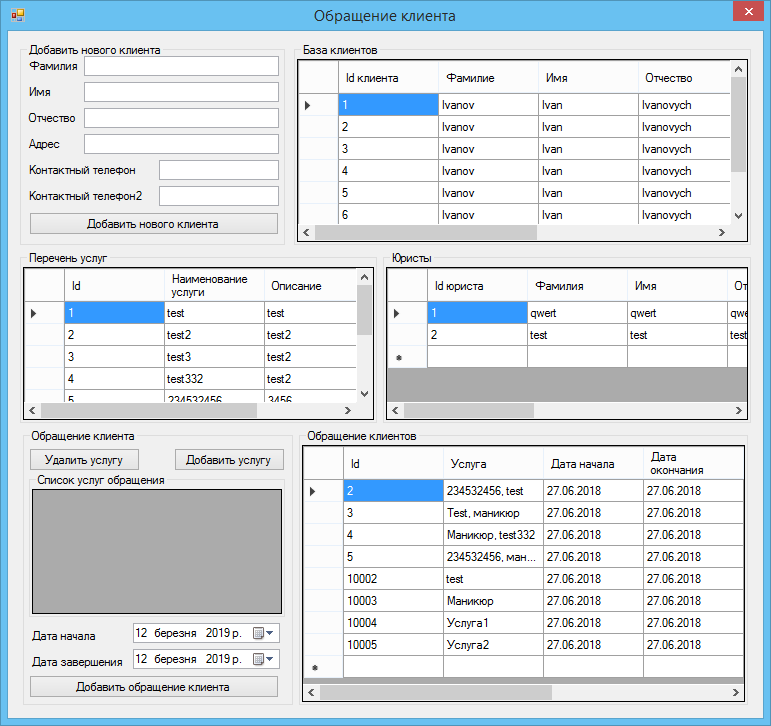 Обращение клиента
Добавить нового клиента
Фамилия
Имя
Отчество
Адрес
Контактный телефон
Контактный телефон2
Добавить нового клиента
База клиентов
Id клиента Фамилие Имя Отчество
1 Ivanov Ivan Ivanovych
2 Ivanov Ivan Ivanovych
3 Ivanov Ivan Ivanovych
4 Ivanov Ivan Ivanovych
5 Ivanov Ivan Ivanovych
6 Ivanov Ivan Ivanovych
Перечень услуг
Id Наименование услуги Описание
1 test test
2 test2 test2
3 test3 test2
4 test332 test2
5 234532456 3456
Юристы
Id юриста Фамилия Имя От
1 qwert qwert qwe
2 test test test
*
Обращение клиента
Удалить услугу Добавить услугу
Список услуг обращения
Дата начала 12 березня 2019 р.
Дата завершения 12 березня 2019 р.
Добавить обращение клиента
Обращение клиентов
Id Услуга Дата начала Дата окончания
2 234532456, test 27.06.2018 27.06.2018
3 Test, маникюр 27.06.2018 27.06.2018
4 Маникюр, test332 27.06.2018 27.06.2018
5 234532456, ман... 27.06.2018 27.06.2018
10002 test 27.06.2018 27.06.2018
10003 Маникюр 27.06.2018 27.06.2018
10004 Услуга1 27.06.2018 27.06.2018
10005 Услуга2 27.06.2018 27.06.2018
*